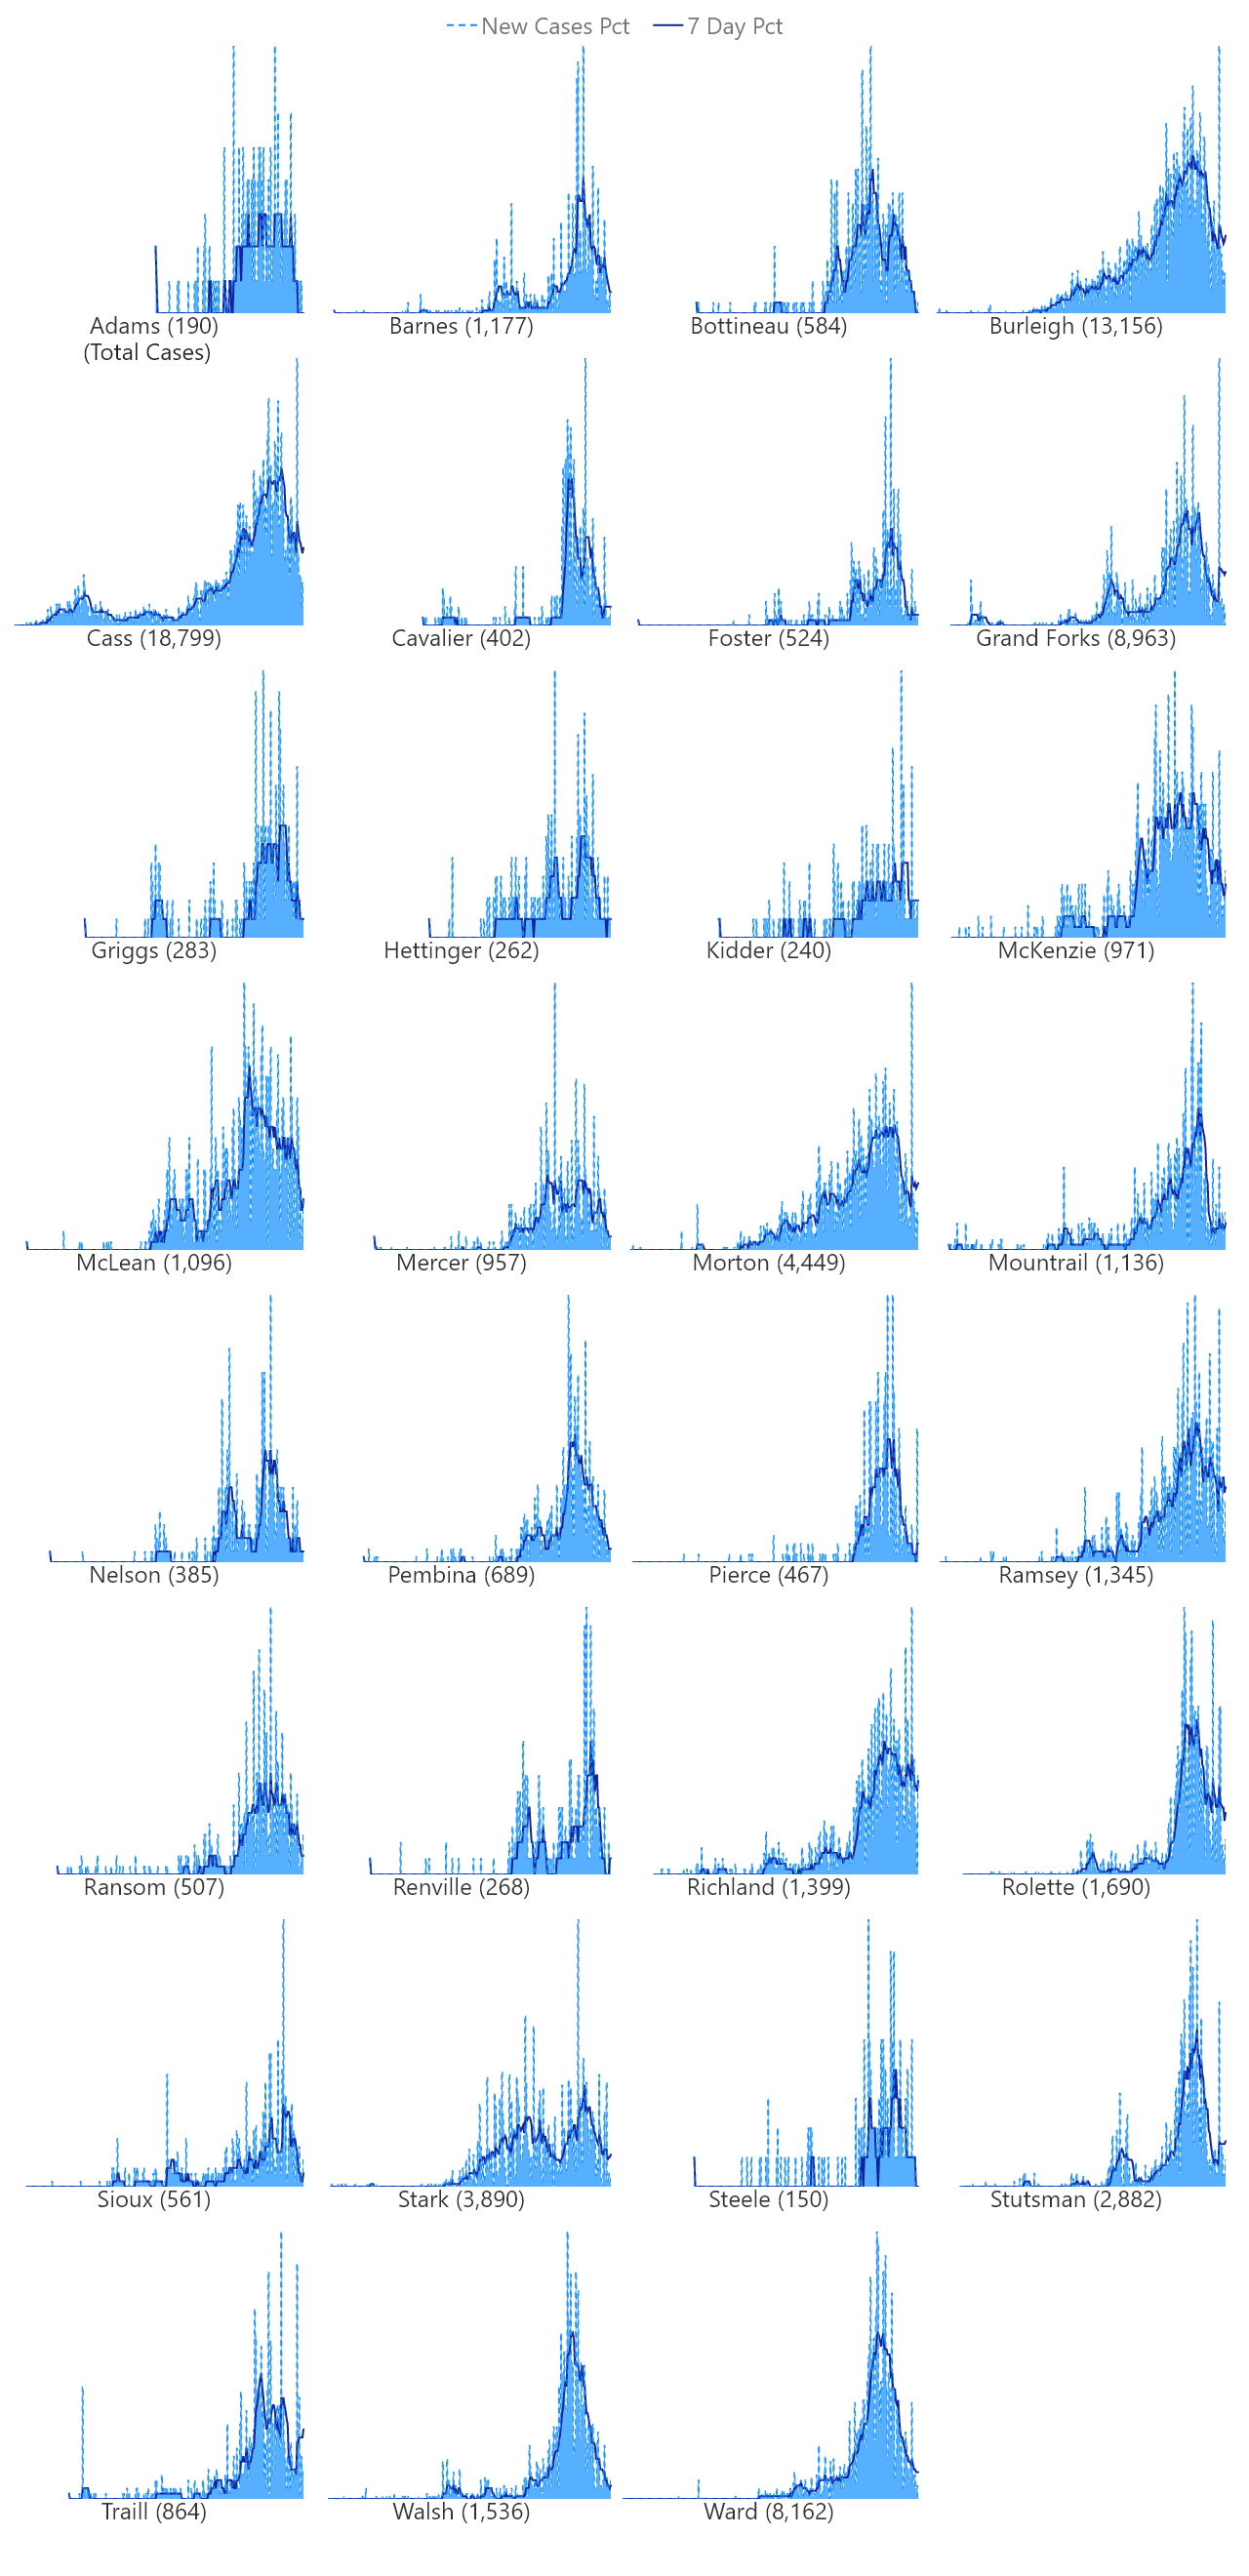 New Cases Pct 7 Day Pct
Adams (190)
(Total Cases)
Barnes (1,177)
Bottineau (584)
Burleigh (13,156)
Cass (18,799)
Cavalier (402)
Foster (524)
Grand Forks (8,963)
Griggs (283)
Hettinger (262)
Kidder (240)
McKenzie (971)
McLean (1,096)
Mercer (957)
Morton (4,449)
Mountrail (1,136)
Nelson (385)
Pembina (689)
Pierce (467)
Ramsey (1,345)
Ransom (507)
Renville (268)
Richland (1,399)
Rolette (1,690)
Sioux (561)
Stark (3,890)
Steele (150)
Stutsman (2,882)
Traill (864)
Walsh (1,536)
Ward (8,162)